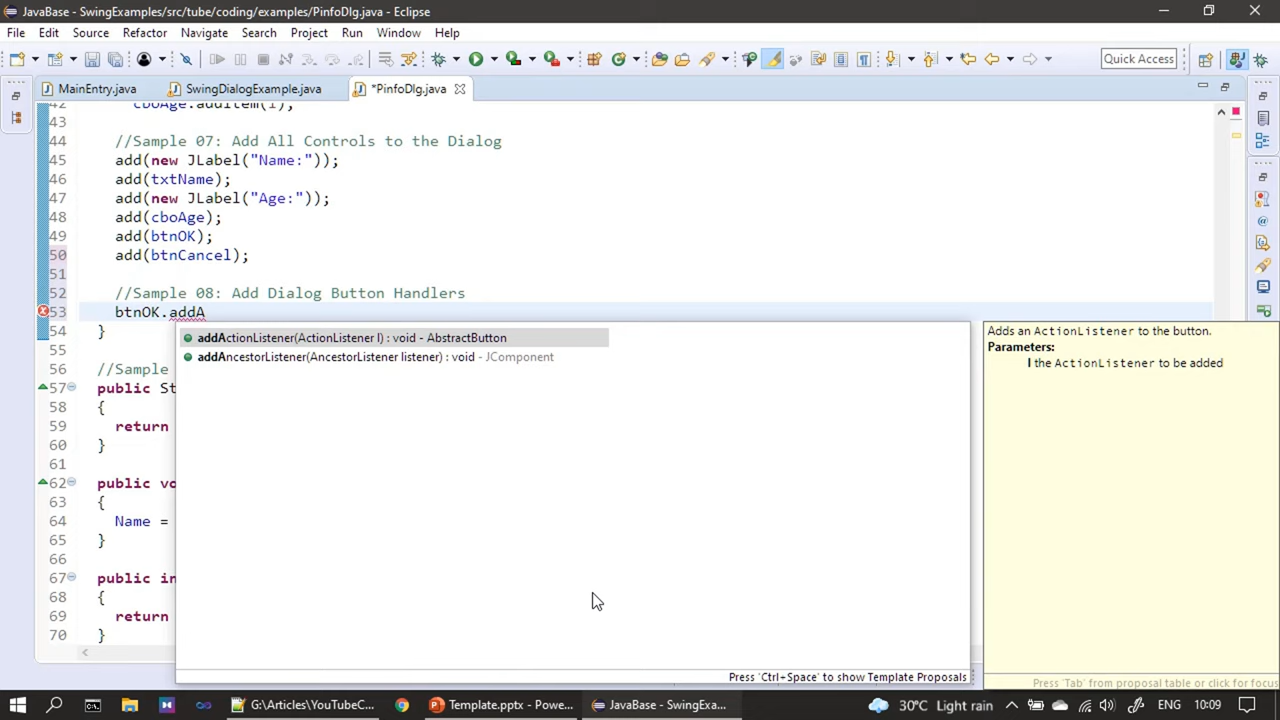 JavaBase - SwingExamples/src/tube/coding/examples/PinfoDlg.java - Eclipse
File Edit Source Refactor Navigate Search Project Run Window Help
Quick Access
MainEntry.java SwingDialogExample.java *PinfoDlg.java
42 cboAge.addItem(i);
43
44 //Sample 07: Add All Controls to the Dialog
45 add(new JLabel("Name:"));
46 add(txtName);
47 add(new JLabel("Age:"));
48 add(cboAge);
49 add(btnOK);
50 add(btnCancel);
51
52 //Sample 08: Add Dialog Button Handlers
53 btnOK.addA
54 }
55
56 //Sample
57 public St
58 {
59 return
60 }
61
62 public vo
63 {
64 Name =
65 }
66
67 public in
68 {
69 return
70 }
addActionListener(ActionListener l) : void - AbstractButton
addAncestorListener(AncestorListener listener) : void - JComponent
Press 'Ctrl+Space' to show Template Proposals
Adds an ActionListener to the button.
Parameters:
l the ActionListener to be added
Press 'Tab' from proposal table or click for focus
G:\Articles\YouTubeC... Template.pptx - Powe... JavaBase - SwingExa... 30°C Light rain 10:09